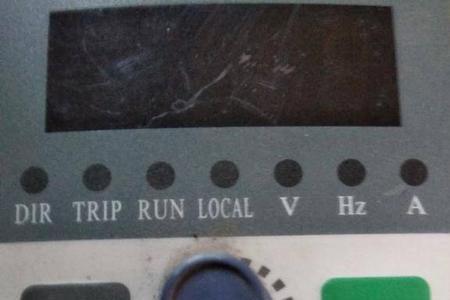 DIR TRIP RUN LOCAL V Hz A